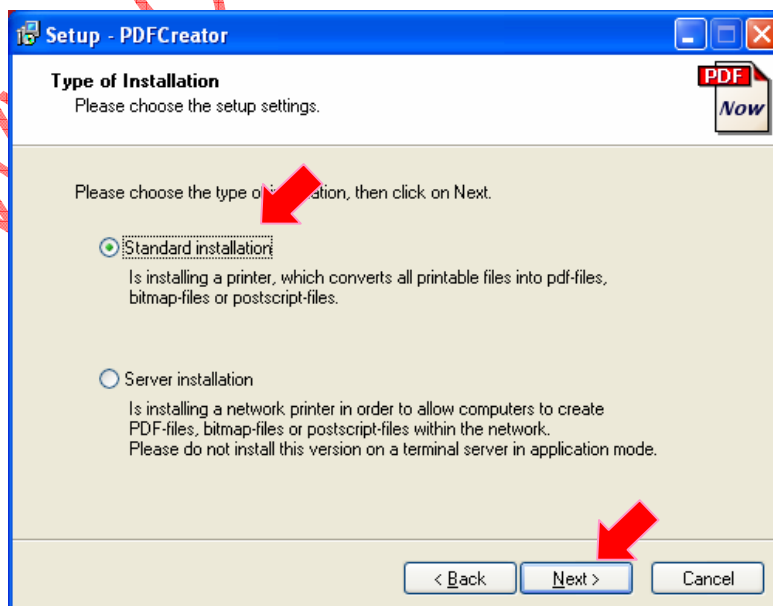 Setup - PDFCreator
Type of Installation
Please choose the setup settings.
PDF
Now
Please choose the type of ation, then click on Next.
Standard installation
Is installing a printer, which converts all printable files into pdf-files,
bitmap-files or postscript-files.
Server installation
Is installing a network printer in order to allow computers to create
PDF-files, bitmap-files or postscript-files within the network.
Please do not install this version on a terminal server in application mode.
< Back
Next >
Cancel